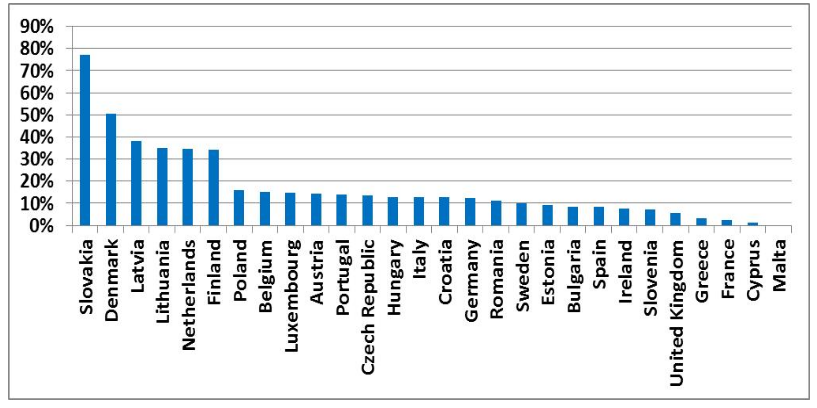 90%
80%
70%
60%
50%
40%
30%
20%
10%
0%
Slovakia
Denmark
Latvia
Lithuania
Netherlands
Finland
Poland
Belgium
Luxembourg
Austria
Portugal
Czech Republic
Hungary
Italy
Croatia
Germany
Romania
Sweden
Estonia
Bulgaria
Spain
Ireland
Slovenia
United Kingdom
Greece
France
Cyprus
Malta